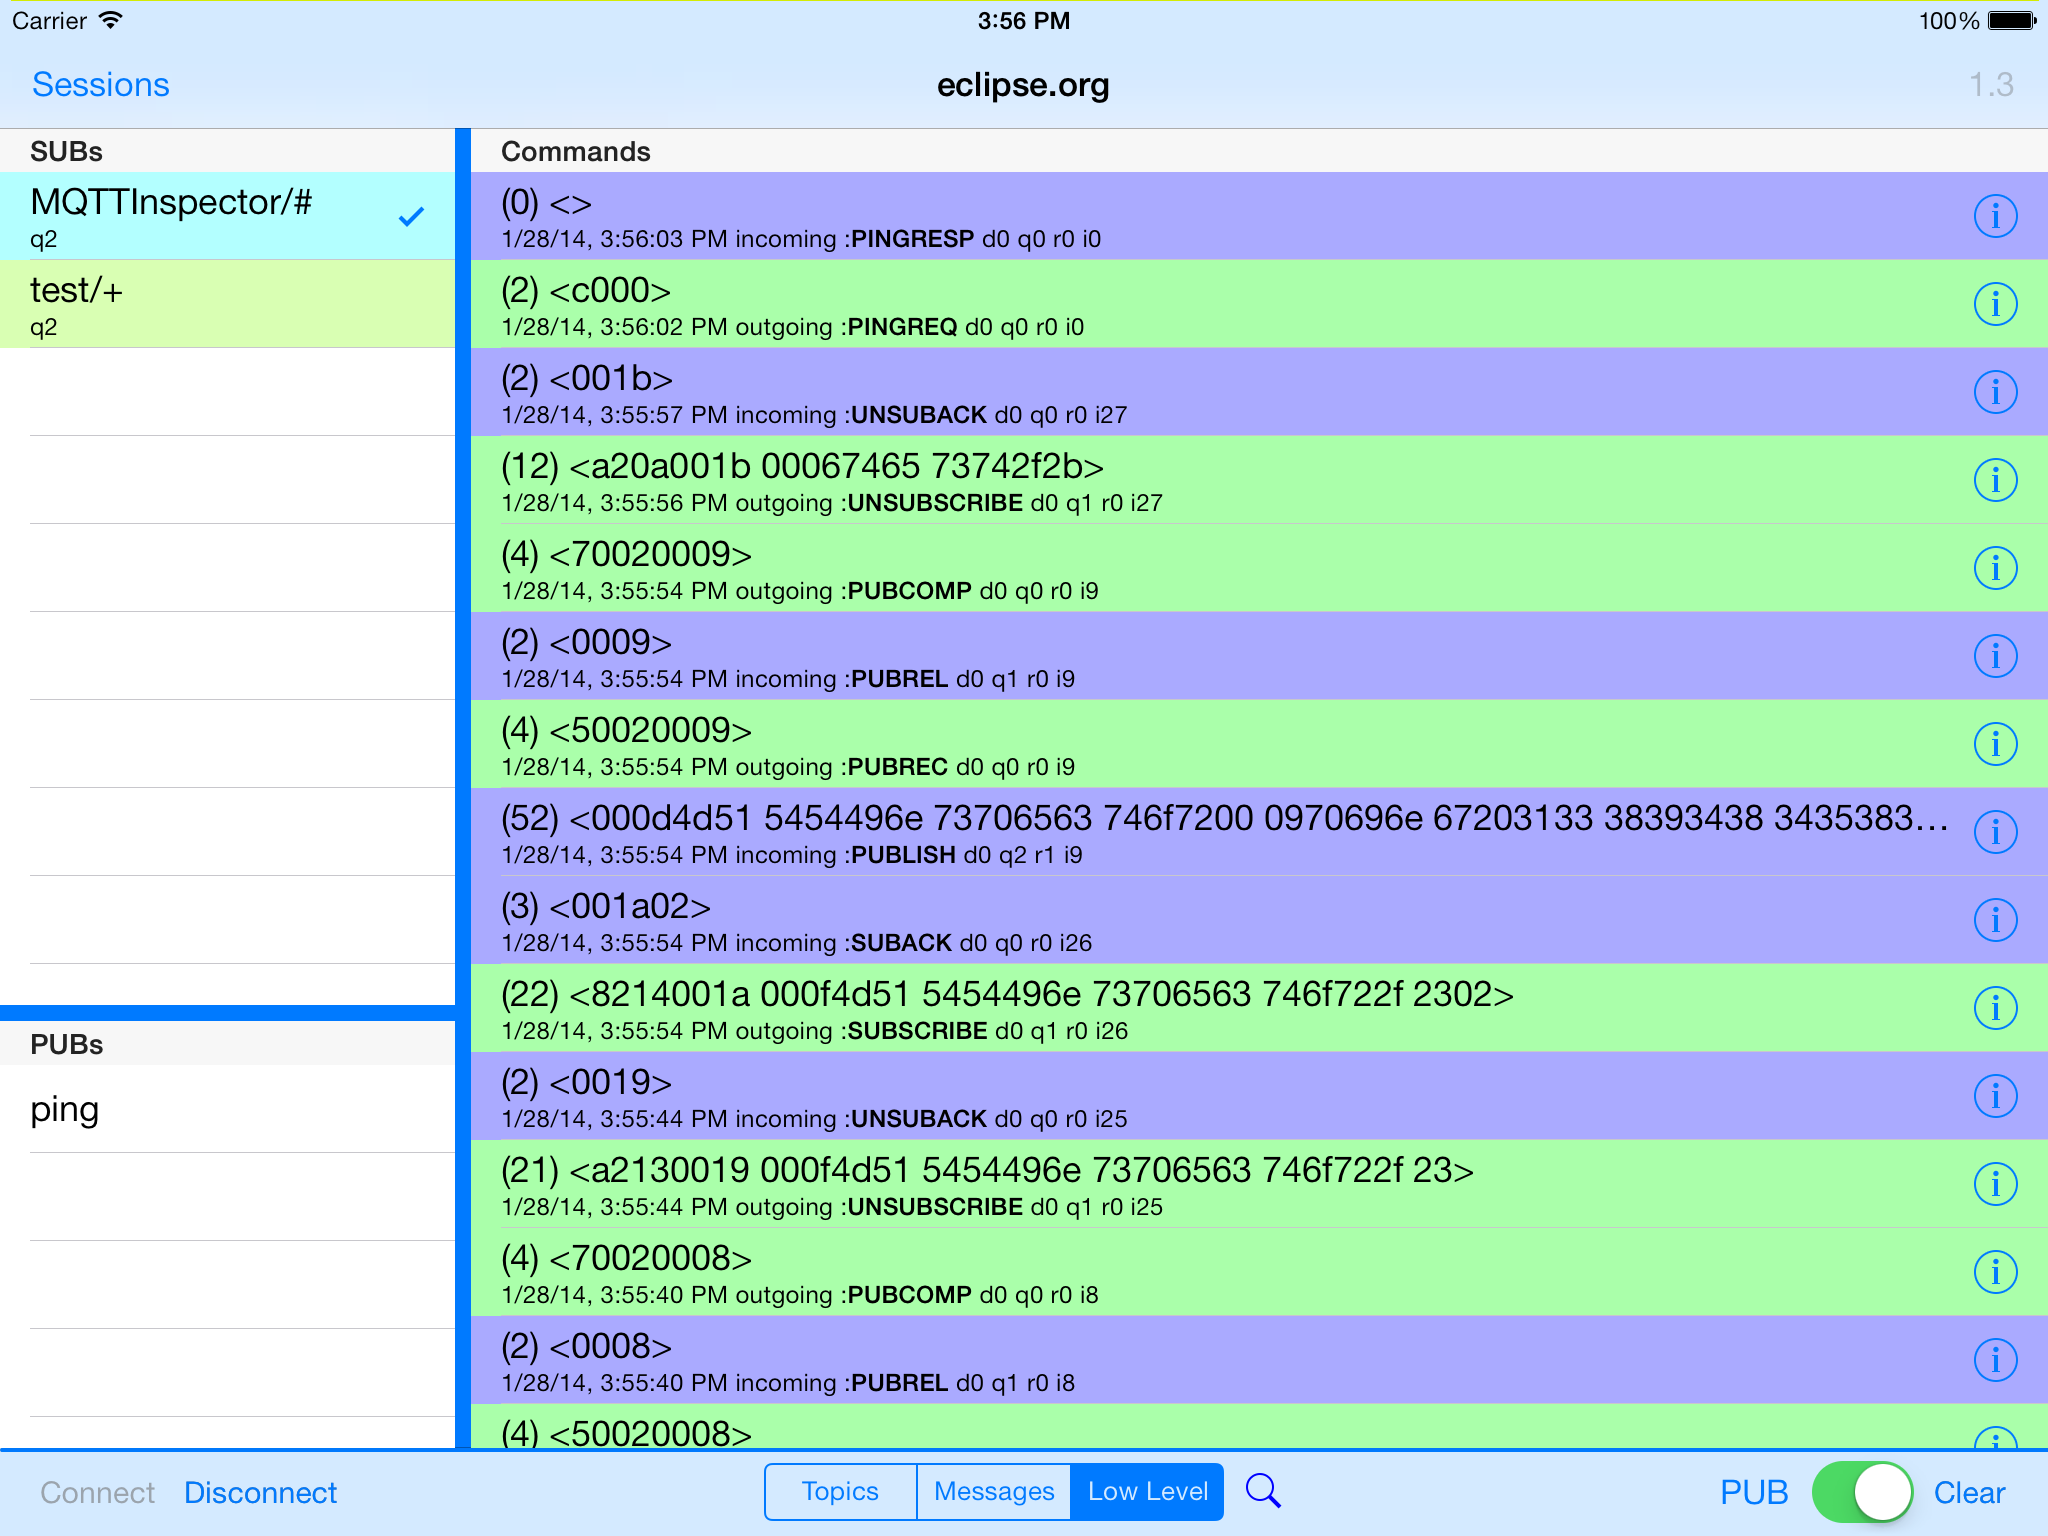 Carrier 3:56 PM 100%
Sessions eclipse.org 1.3
SUBs
MQTTInspector/#
q2
test/+
q2
PUBs
ping
Commands
(0) <>
1/28/14, 3:56:03 PM incoming :PINGRESP d0 q0 r0 i0
(2) <c000>
1/28/14, 3:56:02 PM outgoing :PINGREQ d0 q0 r0 i0
(2) <001b>
1/28/14, 3:55:57 PM incoming :UNSUBACK d0 q0 r0 i27
(12) <a20a001b 00067465 73742f2b>
1/28/14, 3:55:56 PM outgoing :UNSUBSCRIBE d0 q1 r0 i27
(4) <70020009>
1/28/14, 3:55:54 PM outgoing :PUBCOMP d0 q0 r0 i9
(2) <0009>
1/28/14, 3:55:54 PM incoming :PUBREL d0 q1 r0 i9
(4) <50020009>
1/28/14, 3:55:54 PM outgoing :PUBREC d0 q0 r0 i9
(52) <000d4d51 5454496e 73706563 746f7200 0970696e 67203133 38393438 3435383…
1/28/14, 3:55:54 PM incoming :PUBLISH d0 q2 r1 i9
(3) <001a02>
1/28/14, 3:55:54 PM incoming :SUBACK d0 q0 r0 i26
(22) <8214001a 000f4d51 5454496e 73706563 746f722f 2302>
1/28/14, 3:55:54 PM outgoing :SUBSCRIBE d0 q1 r0 i26
(2) <0019>
1/28/14, 3:55:44 PM incoming :UNSUBACK d0 q0 r0 i25
(21) <a2130019 000f4d51 5454496e 73706563 746f722f 23>
1/28/14, 3:55:44 PM outgoing :UNSUBSCRIBE d0 q1 r0 i25
(4) <70020008>
1/28/14, 3:55:40 PM outgoing :PUBCOMP d0 q0 r0 i8
(2) <0008>
1/28/14, 3:55:40 PM incoming :PUBREL d0 q1 r0 i8
(4) <50020008>
Connect Disconnect Topics Messages Low Level PUB Clear